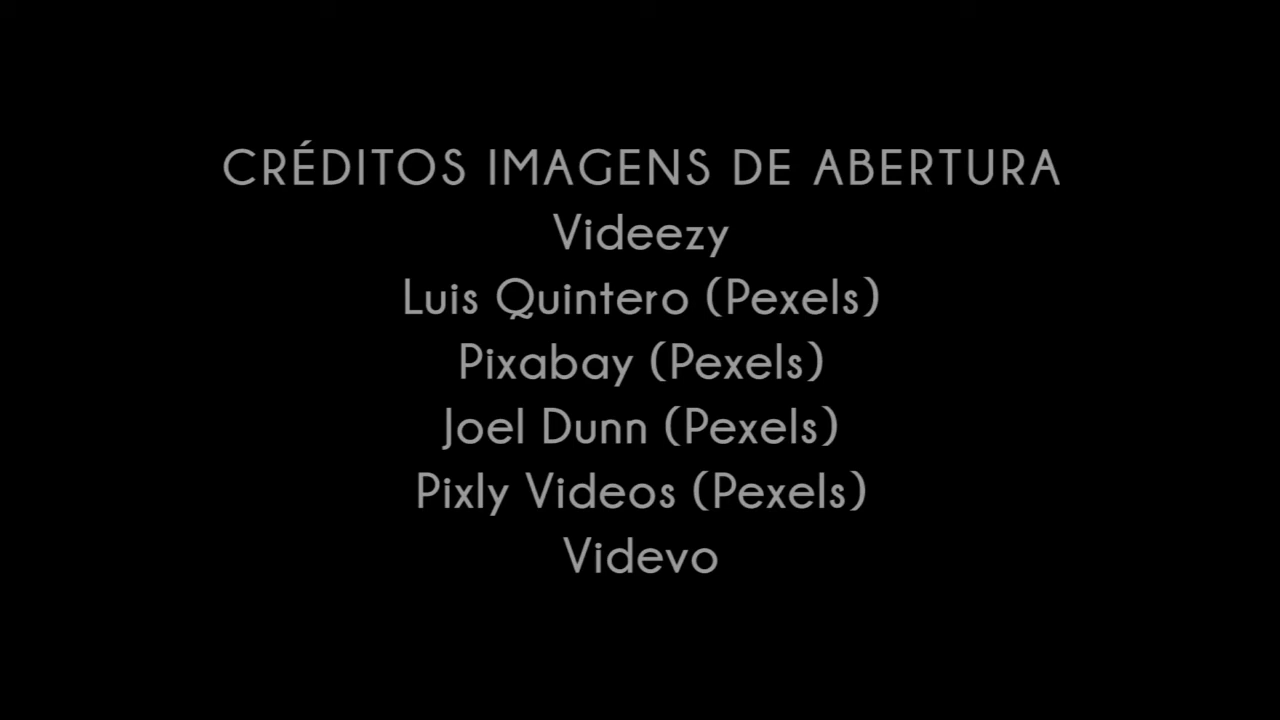 CRÉDITOS IMAGENS DE ABERTURA
Videezy
Luis Quintero (Pexels)
Pixabay (Pexels)
Joel Dunn (Pexels)
Pixly Videos (Pexels)
Videvo